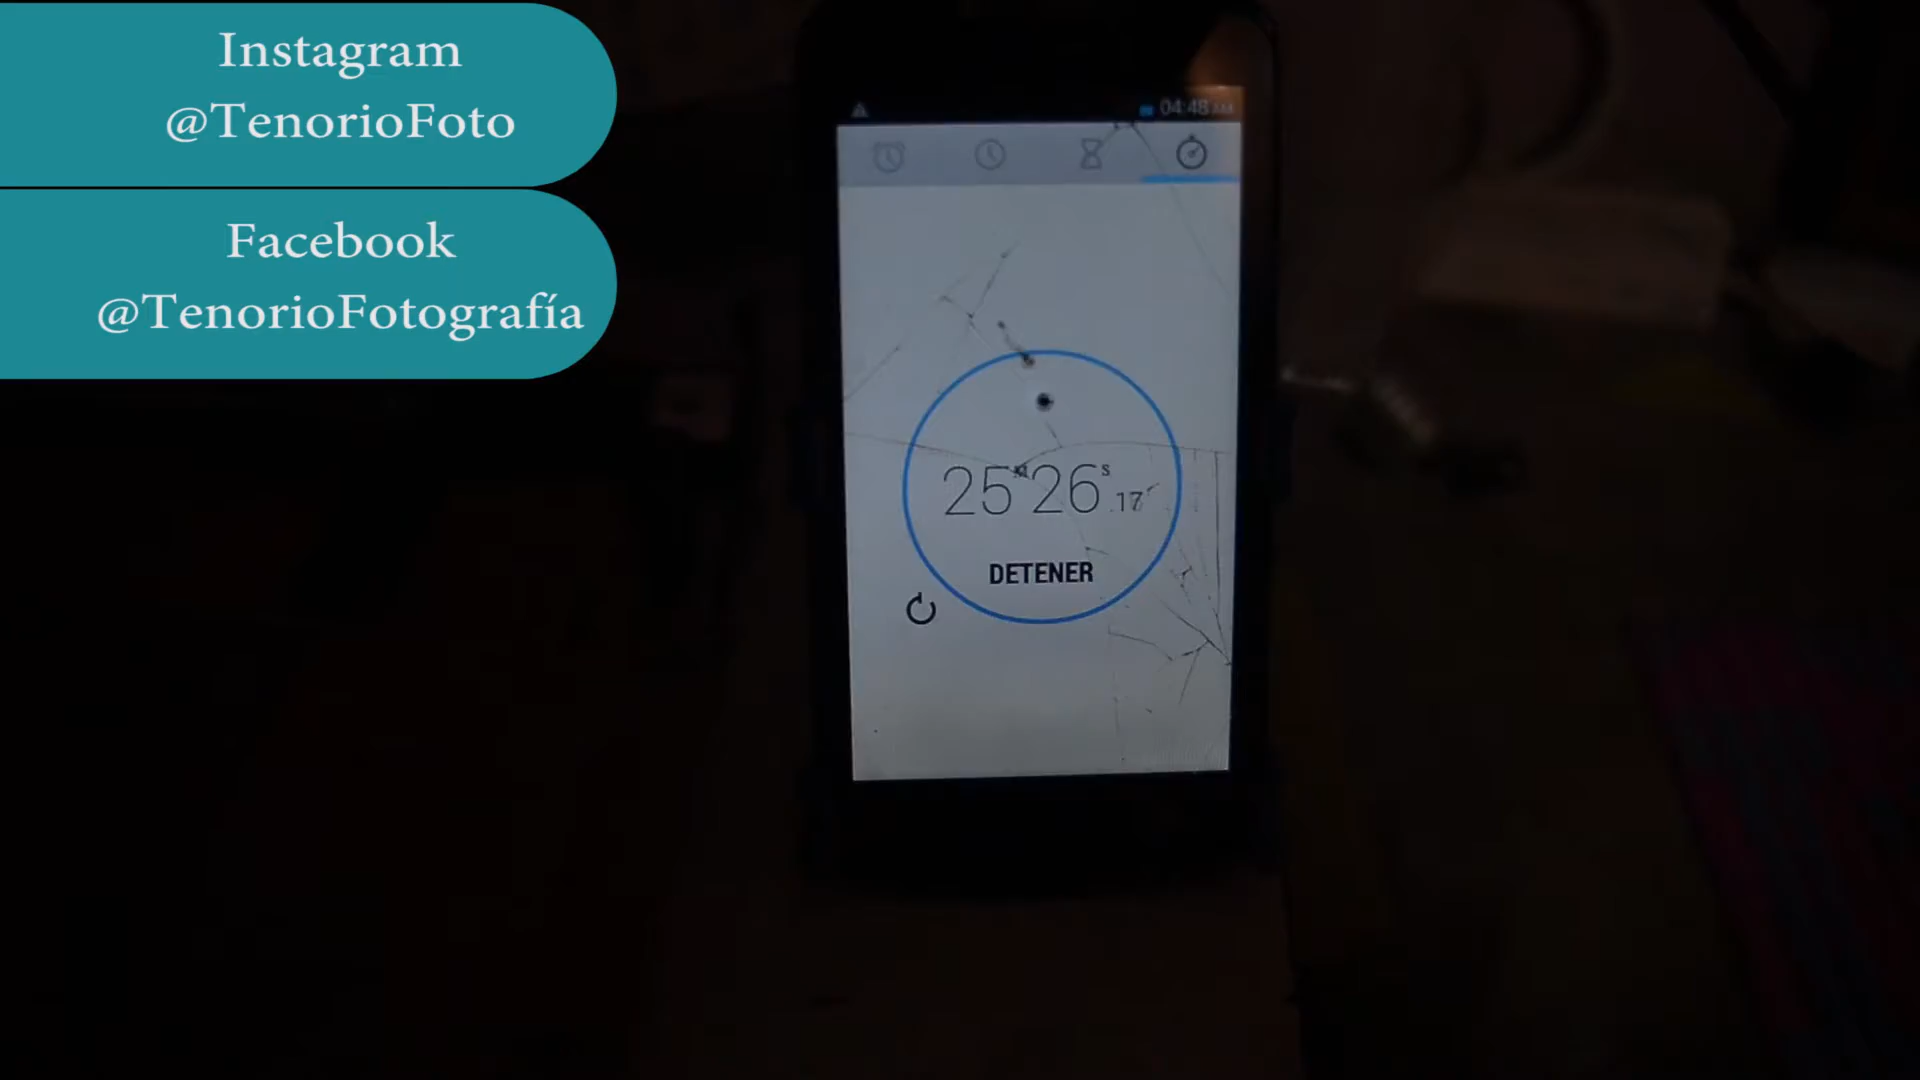 Instagram
@TenorioFoto
Facebook
@TenorioFotografía
04:48
25 26 s .17
DETENER